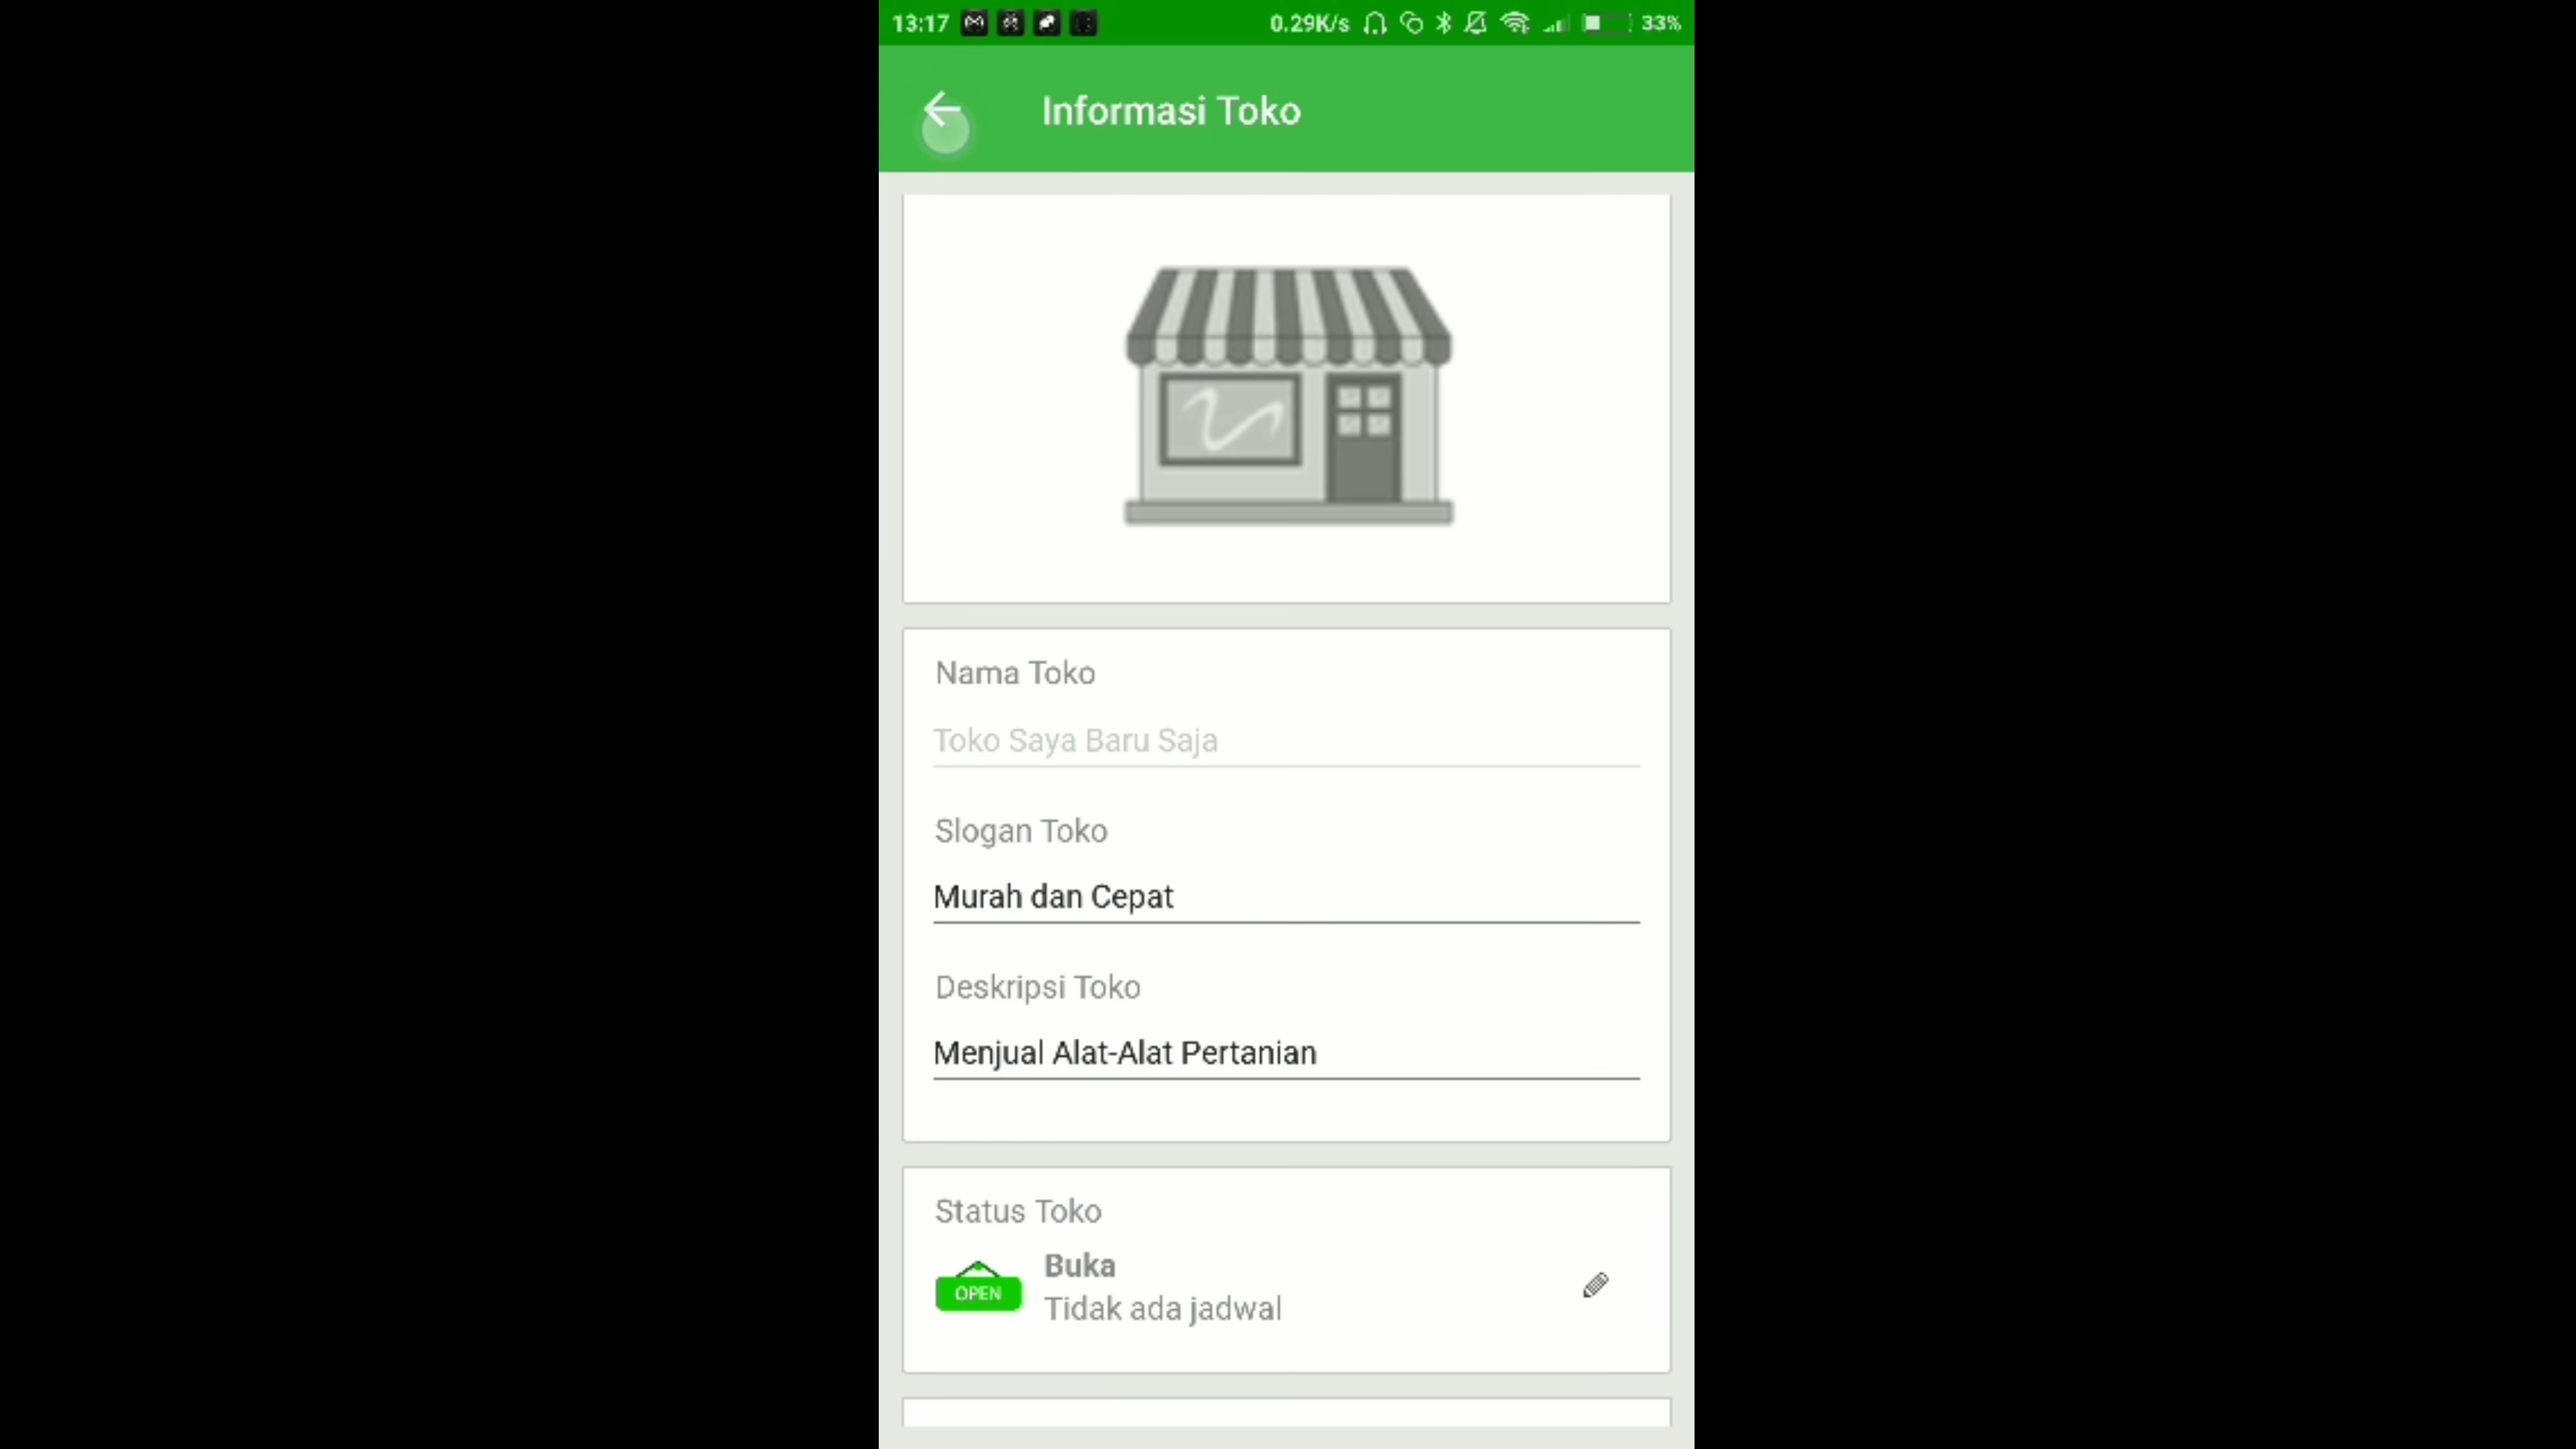 13:17 0.29K/s 33%
Informasi Toko
Nama Toko
Toko Saya Baru Saja
Slogan Toko
Murah dan Cepat
Deskripsi Toko
Menjual Alat-Alat Pertanian
Status Toko
OPEN
Buka
Tidak ada jadwal